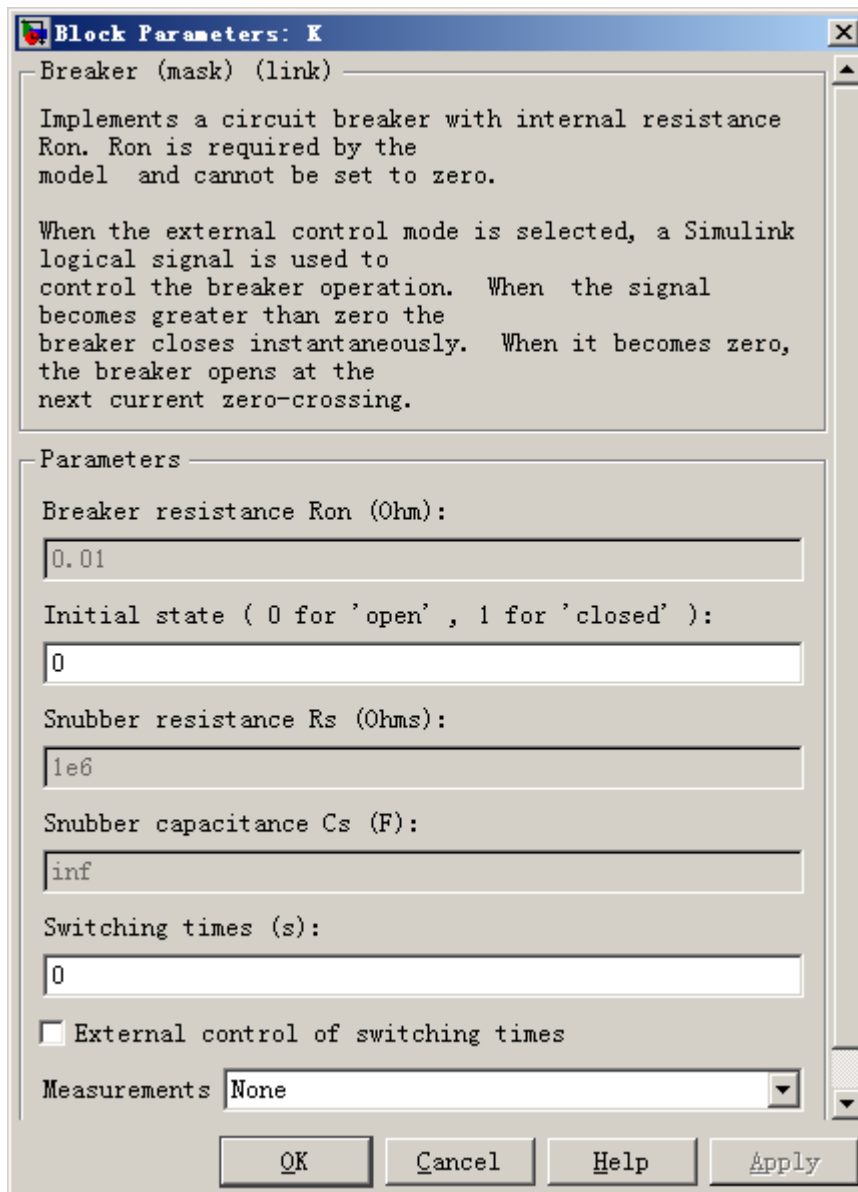 Block Parameters: K
Breaker (mask) (link)
Implements a circuit breaker with internal resistance
Ron. Ron is required by the
model  and cannot be set to zero.
When the external control mode is selected, a Simulink
logical signal is used to
control the breaker operation.  When  the signal
becomes greater than zero the
breaker closes instantaneously.  When it becomes zero,
the breaker opens at the
next current zero-crossing.
Parameters
Breaker resistance Ron (Ohm):
0.01
Initial state ( 0 for 'open' , 1 for 'closed' ):
0
Snubber resistance Rs (Ohms):
1e6
Snubber capacitance Cs (F):
inf
Switching times (s):
0
External control of switching times
Measurements None
OK Cancel Help Apply